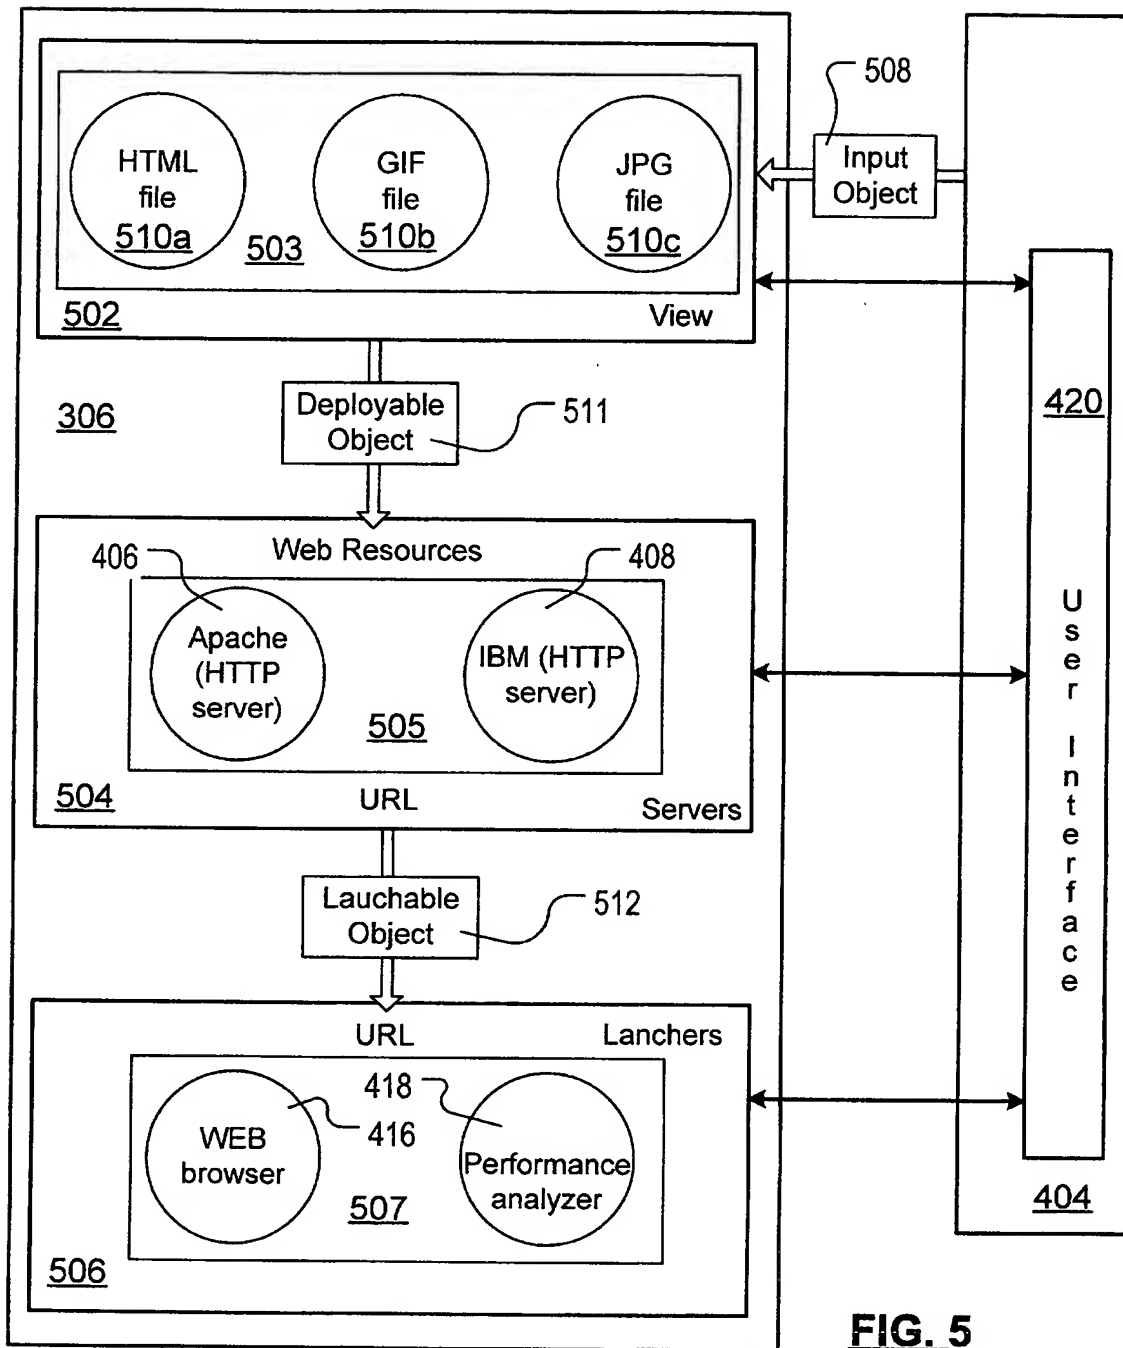 508
HTML
file
510a
GIF
file
510b
JPG
file
510c
503
Input
Object
502
View
306
Deployable
Object
511
420
Web Resources
406
408
Apache
(HTTP
server)
IBM (HTTP
server)
505
504
URL
Servers
User Interface
Lauchable
Object
512
URL
Lanchers
WEB
browser
416
418
Performance
analyzer
507
506
404
FIG. 5